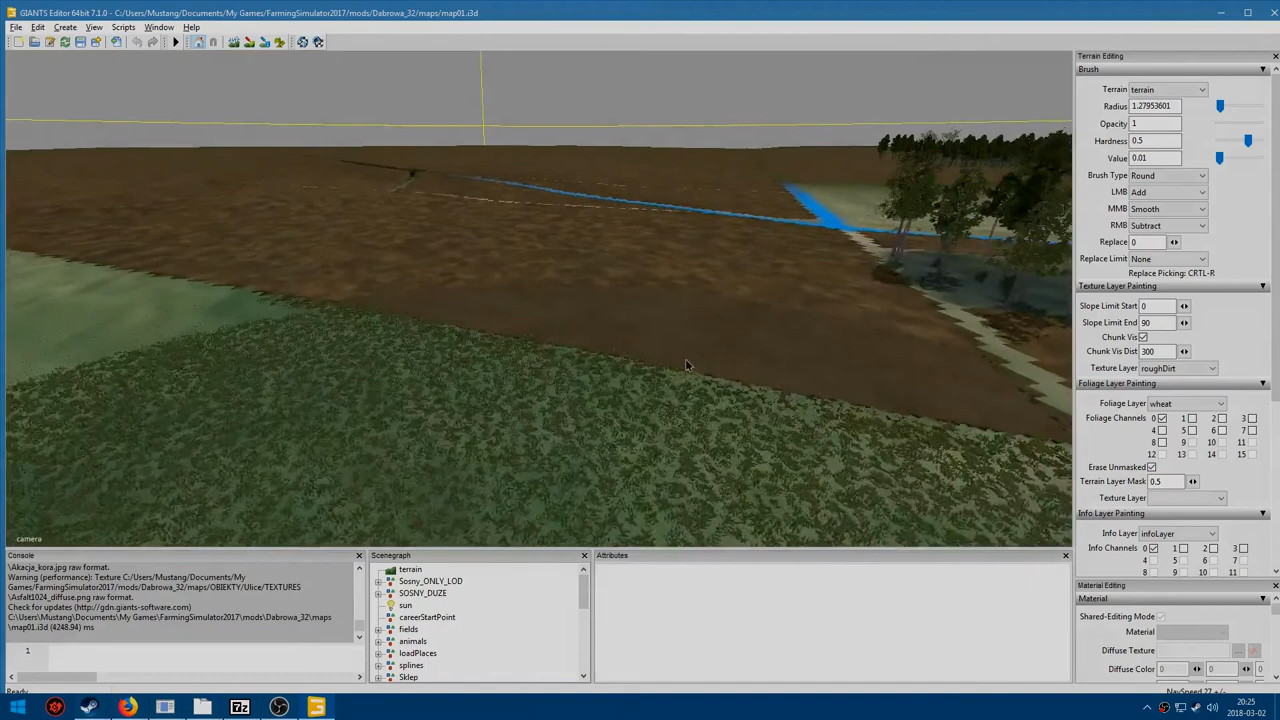 GIANTS Editor 64bit 7.1.0 - C:/Users/Mustang/Documents/My Games/FarmingSimulator2017/mods/Dabrowa_32/maps/map01.i3d
File Edit Create View Scripts Window Help
camera
Terrain Editing
Brush
Terrain terrain
Radius 1.27953601
Opacity 1
Hardness 0.5
Value 0.01
Brush Type Round
LMB Add
MMB Smooth
RMB Subtract
Replace 0
Replace Limit None
Replace Picking: CRTL-R
Texture Layer Painting
Slope Limit Start 0
Slope Limit End 90
Chunk Vis
Chunk Vis Dist 300
Texture Layer roughDirt
Foliage Layer Painting
Foliage Layer wheat
Foliage Channels 0 1 2 3
4 5 6 7
8 9 10 11
12 13 14 15
Erase Unmasked
Terrain Layer Mask 0.5
Texture Layer
Info Layer Painting
Info Layer infoLayer
Info Channels 0 1 2 3
4 5 6 7
8 9 10 11
Material Editing
Material
Shared-Editing Mode
Material
Diffuse Texture
Diffuse Color 0 0 0
Console
\Akacja_kora.jpg raw format.
Warning (performance): Texture C:/Users/Mustang/Documents/My
Games/FarmingSimulator2017/mods/Dabrowa_32/maps/OBIEKTY/Ulice/TEXTURES
\Asfalt1024_diffuse.png raw format.
Check for updates (http://gdn.giants-software.com)
C:\Users\Mustang\Documents\My Games\FarmingSimulator2017\mods\Dabrowa_32\maps
\map01.i3d (4248.94) ms
1
Scenegraph
terrain
Sosny_ONLY_LOD
SOSNY_DUZE
sun
careerStartPoint
fields
animals
loadPlaces
splines
Sklep
Attributes
Ready
NavSpeed 27 +/-
7z
20:25
2018-03-02